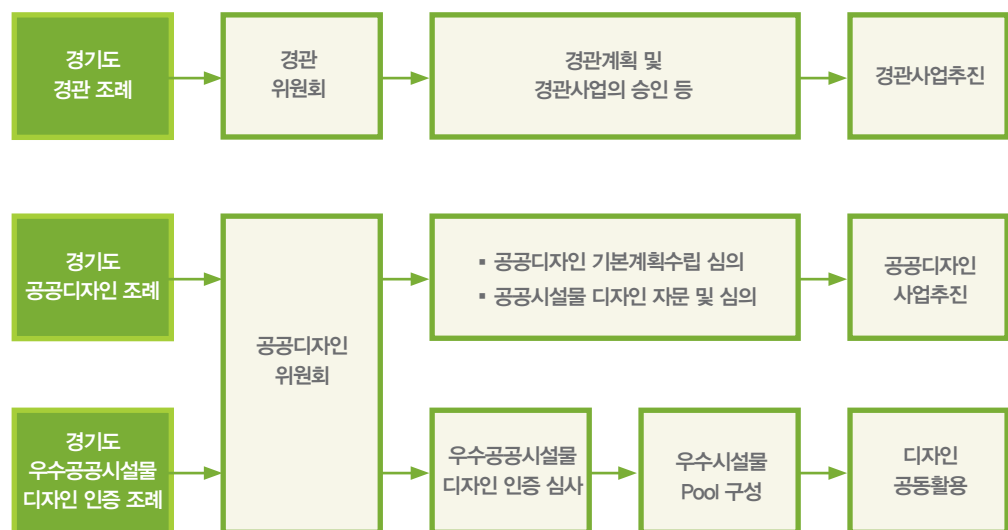 경기도
경관 조례
경관
위원회
경관계획 및
경관사업의 승인 등
경관사업추진
경기도
공공디자인 조례
공공디자인
위원회
▪ 공공디자인 기본계획수립 심의
▪ 공공시설물 디자인 자문 및 심의
공공디자인
사업추진
경기도
우수공공시설물
디자인 인증 조례
우수공공시설물
디자인 인증 심사
우수시설물
Pool 구성
디자인
공동활용